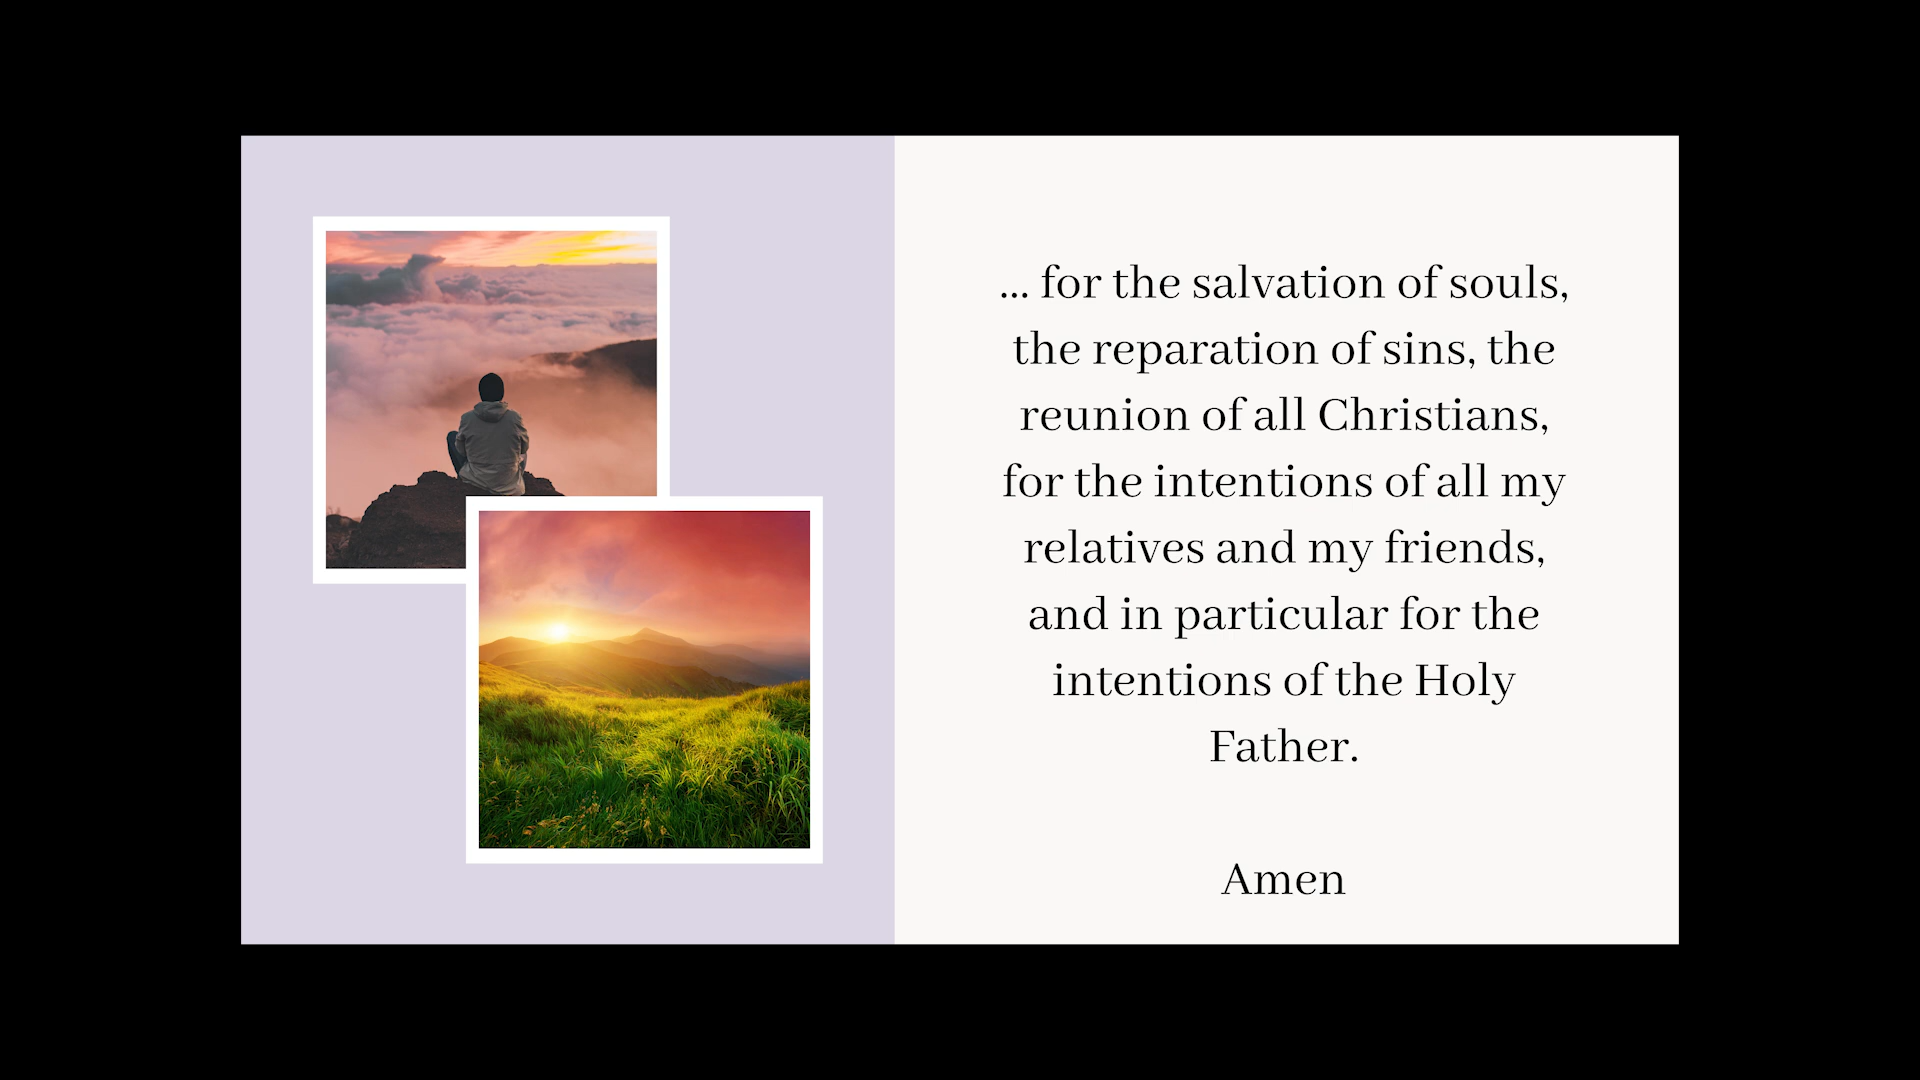 ... for the salvation of souls,
the reparation of sins, the
reunion of all Christians,
for the intentions of all my
relatives and my friends,
and in particular for the
intentions of the Holy
Father.
Amen